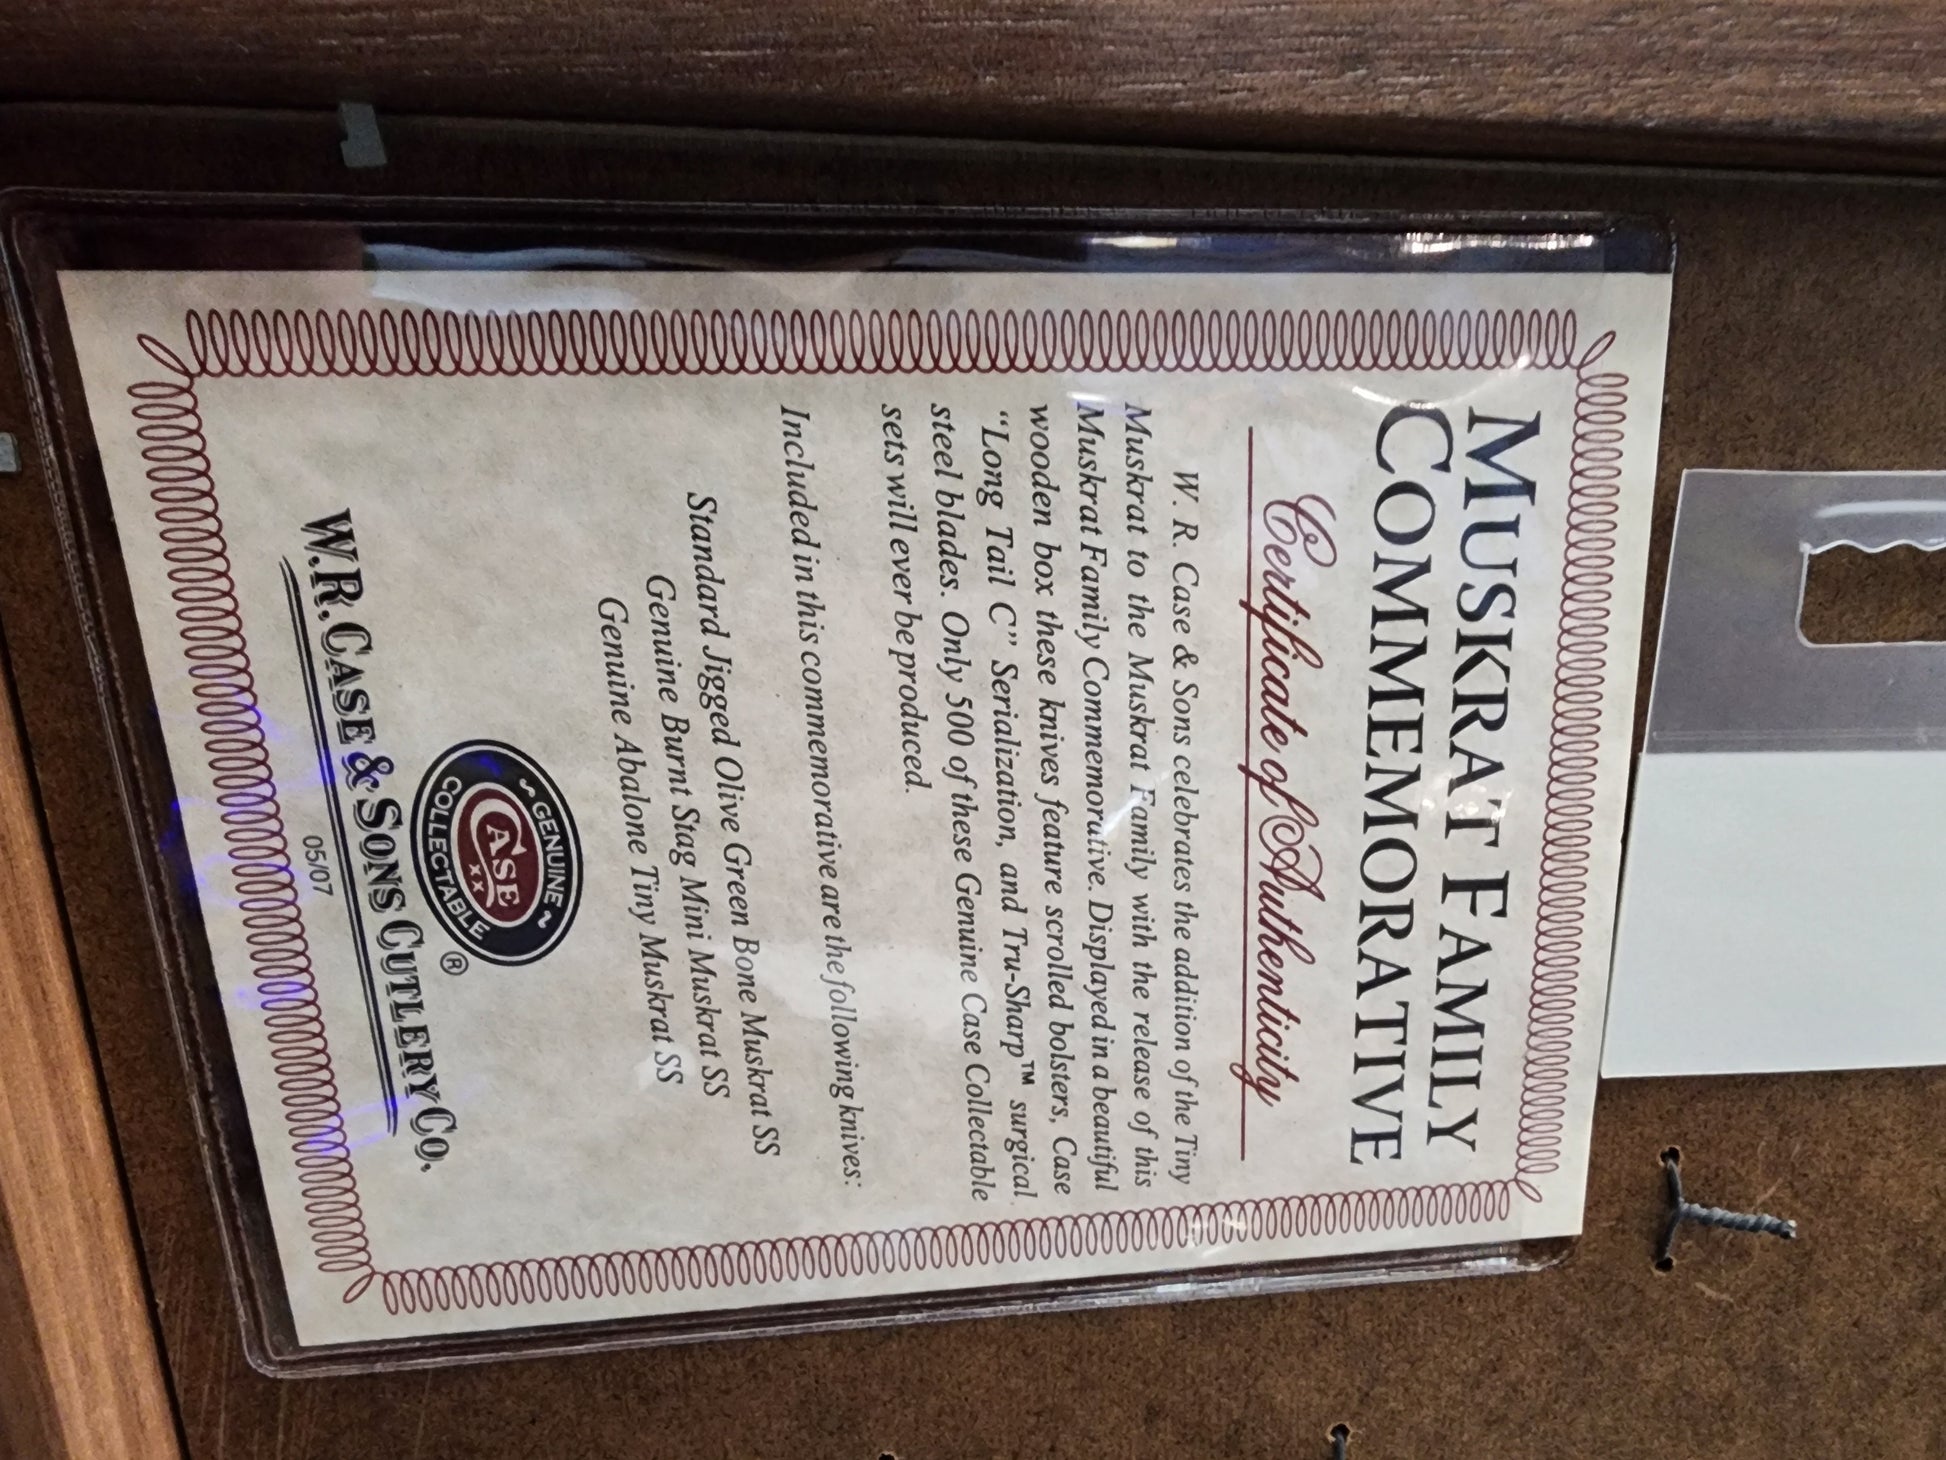 MUSKRAT FAMILY
COMMEMORATIVE
Certificate of Authenticity
W. R. Case & Sons celebrates the addition of the Tiny
Muskrat to the Muskrat Family with the release of this
Muskrat Family Commemorative. Displayed in a beautiful
wooden box these knives feature scrolled bolsters, Case
“Long Tail C” Serialization, and Tru-Sharp™ surgical
steel blades. Only 500 of these Genuine Case Collectable
sets will ever be produced.
Included in this commemorative are the following knives:
Standard Jigged Olive Green Bone Muskrat SS
Genuine Burnt Stag Mini Muskrat SS
Genuine Abalone Tiny Muskrat SS
~ GENUINE ~
CASE
XX
COLLECTABLE
®
W.R. CASE & SONS CUTLERY CO.
05/07